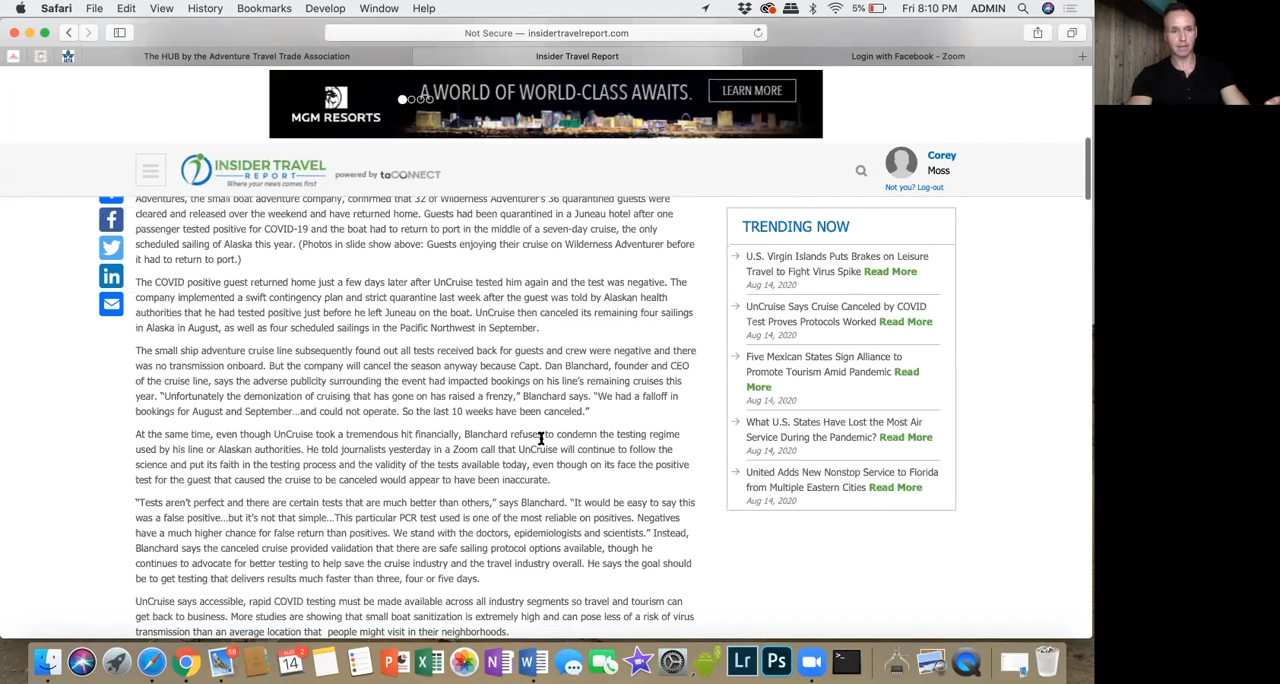 Safari File Edit View History Bookmarks Develop Window Help 5% Fri 8:10 PM ADMIN
Not Secure — insidertravelreport.com
The HUB by the Adventure Travel Trade Association Insider Travel Report Login with Facebook - Zoom
MGM RESORTS A WORLD OF WORLD-CLASS AWAITS. LEARN MORE
INSIDER TRAVEL REPORT Where your news comes first powered by taCONNECT
Corey
Moss
Not you? Log-out
Adventures, the small boat adventure company, confirmed that 32 of Wilderness Adventurer's 36 quarantined guests were
cleared and released over the weekend and have returned home. Guests had been quarantined in a Juneau hotel after one
passenger tested positive for COVID-19 and the boat had to return to port in the middle of a seven-day cruise, the only
scheduled sailing of Alaska this year. (Photos in slide show above: Guests enjoying their cruise on Wilderness Adventurer before
it had to return to port.)
The COVID positive guest returned home just a few days later after UnCruise tested him again and the test was negative. The
company implemented a swift contingency plan and strict quarantine last week after the guest was told by Alaskan health
authorities that he had tested positive just before he left Juneau on the boat. UnCruise then canceled its remaining four sailings
in Alaska in August, as well as four scheduled sailings in the Pacific Northwest in September.
The small ship adventure cruise line subsequently found out all tests received back for guests and crew were negative and there
was no transmission onboard. But the company will cancel the season anyway because Capt. Dan Blanchard, founder and CEO
of the cruise line, says the adverse publicity surrounding the event had impacted bookings on his line's remaining cruises this
year. “Unfortunately the demonization of cruising that has gone on has raised a frenzy,” Blanchard says. “We had a falloff in
bookings for August and September…and could not operate. So the last 10 weeks have been canceled.”
At the same time, even though UnCruise took a tremendous hit financially, Blanchard refuses to condemn the testing regime
used by his line or Alaskan authorities. He told journalists yesterday in a Zoom call that UnCruise will continue to follow the
science and put its faith in the testing process and the validity of the tests available today, even though on its face the positive
test for the guest that caused the cruise to be canceled would appear to have been inaccurate.
“Tests aren't perfect and there are certain tests that are much better than others,” says Blanchard. “It would be easy to say this
was a false positive…but it's not that simple…This particular PCR test used is one of the most reliable on positives. Negatives
have a much higher chance for false return than positives. We stand with the doctors, epidemiologists and scientists.” Instead,
Blanchard says the canceled cruise provided validation that there are safe sailing protocol options available, though he
continues to advocate for better testing to help save the cruise industry and the travel industry overall. He says the goal should
be to get testing that delivers results much faster than three, four or five days.
UnCruise says accessible, rapid COVID testing must be made available across all industry segments so travel and tourism can
get back to business. More studies are showing that small boat sanitization is extremely high and can pose less of a risk of virus
transmission than an average location that people might visit in their neighborhoods.
TRENDING NOW
U.S. Virgin Islands Puts Brakes on Leisure
Travel to Fight Virus Spike Read More
Aug 14, 2020
UnCruise Says Cruise Canceled by COVID
Test Proves Protocols Worked Read More
Aug 14, 2020
Five Mexican States Sign Alliance to
Promote Tourism Amid Pandemic Read
More
Aug 14, 2020
What U.S. States Have Lost the Most Air
Service During the Pandemic? Read More
Aug 14, 2020
United Adds New Nonstop Service to Florida
from Multiple Eastern Cities Read More
Aug 14, 2020
58 14 2 Lr Ps